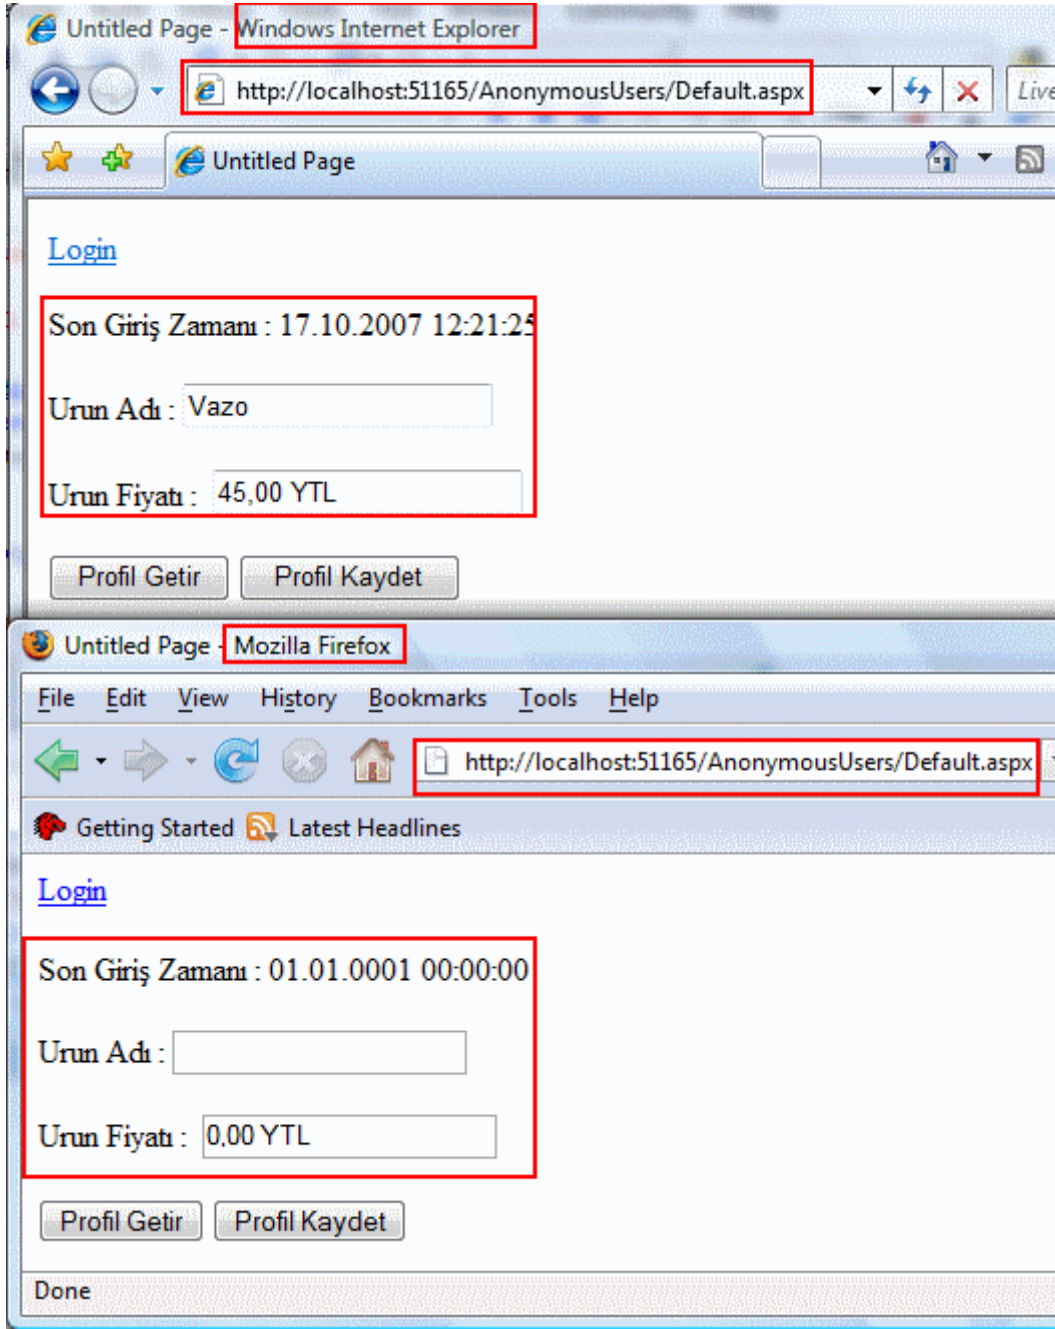 Untitled Page - Windows Internet Explorer
http://localhost:51165/AnonymousUsers/Default.aspx
Live
Untitled Page
Login
Son Giriş Zamanı : 17.10.2007 12:21:25
Urun Adı : Vazo
Urun Fiyatı : 45,00 YTL
Profil Getir Profil Kaydet
Untitled Page - Mozilla Firefox
File Edit View History Bookmarks Tools Help
http://localhost:51165/AnonymousUsers/Default.aspx
Getting Started Latest Headlines
Login
Son Giriş Zamanı : 01.01.0001 00:00:00
Urun Adı :
Urun Fiyatı : 0,00 YTL
Profil Getir Profil Kaydet
Done